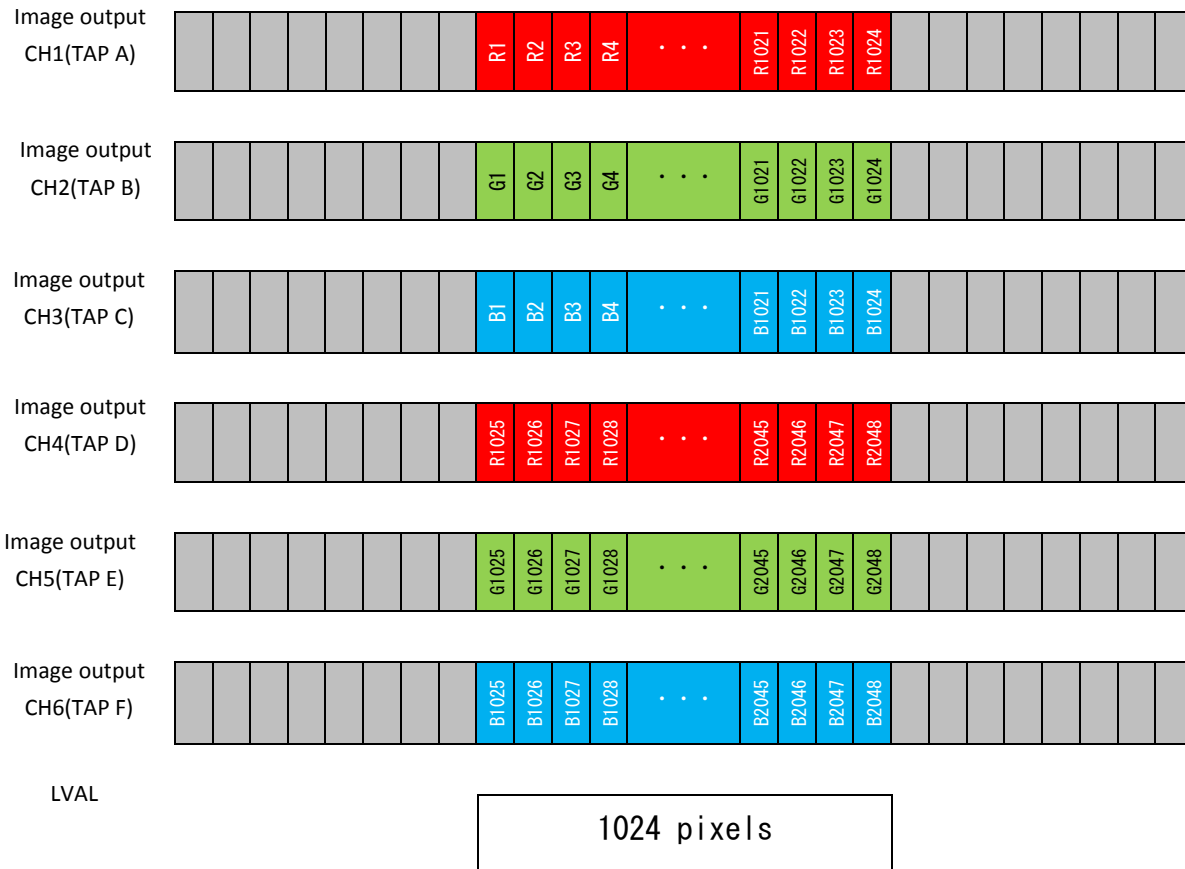 Image output
CH1(TAP A)
R1 R2 R3 R4 ・・・ R1021 R1022 R1023 R1024
Image output
CH2(TAP B)
G1 G2 G3 G4 ・・・ G1021 G1022 G1023 G1024
Image output
CH3(TAP C)
B1 B2 B3 B4 ・・・ B1021 B1022 B1023 B1024
Image output
CH4(TAP D)
R1025 R1026 R1027 R1028 ・・・ R2045 R2046 R2047 R2048
Image output
CH5(TAP E)
G1025 G1026 G1027 G1028 ・・・ G2045 G2046 G2047 G2048
Image output
CH6(TAP F)
B1025 B1026 B1027 B1028 ・・・ B2045 B2046 B2047 B2048
LVAL
1024 pixels